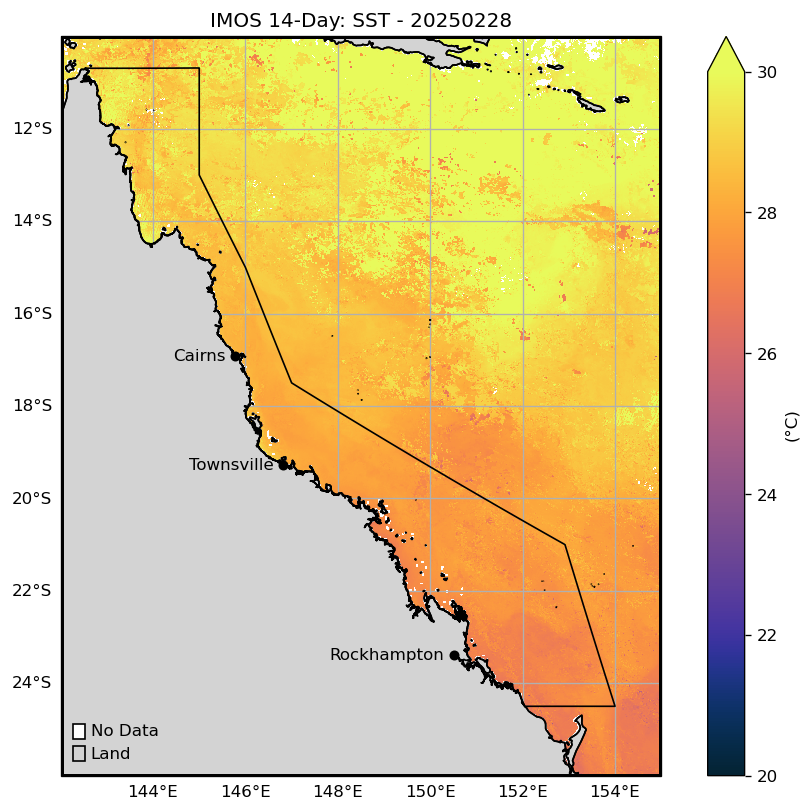 IMOS 14-Day: SST - 20250228
30
12°S
14°S
28
16°S
Cairns
26
(°C)
18°S
Townsville
24
20°S
22°S
22
Rockhampton
24°S
No Data
Land
20
144°E 146°E 148°E 150°E 152°E 154°E